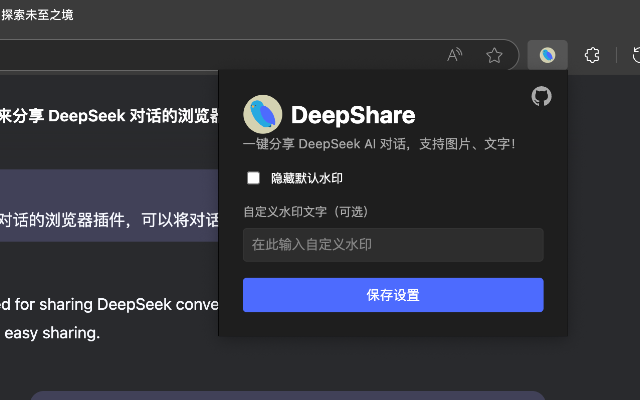 探索未至之境
来分享 DeepSeek 对话的浏览器
DeepShare
一键分享 DeepSeek AI 对话，支持图片、文字！
隐藏默认水印
自定义水印文字（可选）
在此输入自定义水印
保存设置
对话的浏览器插件，可以将对话
ed for sharing DeepSeek conve
easy sharing.